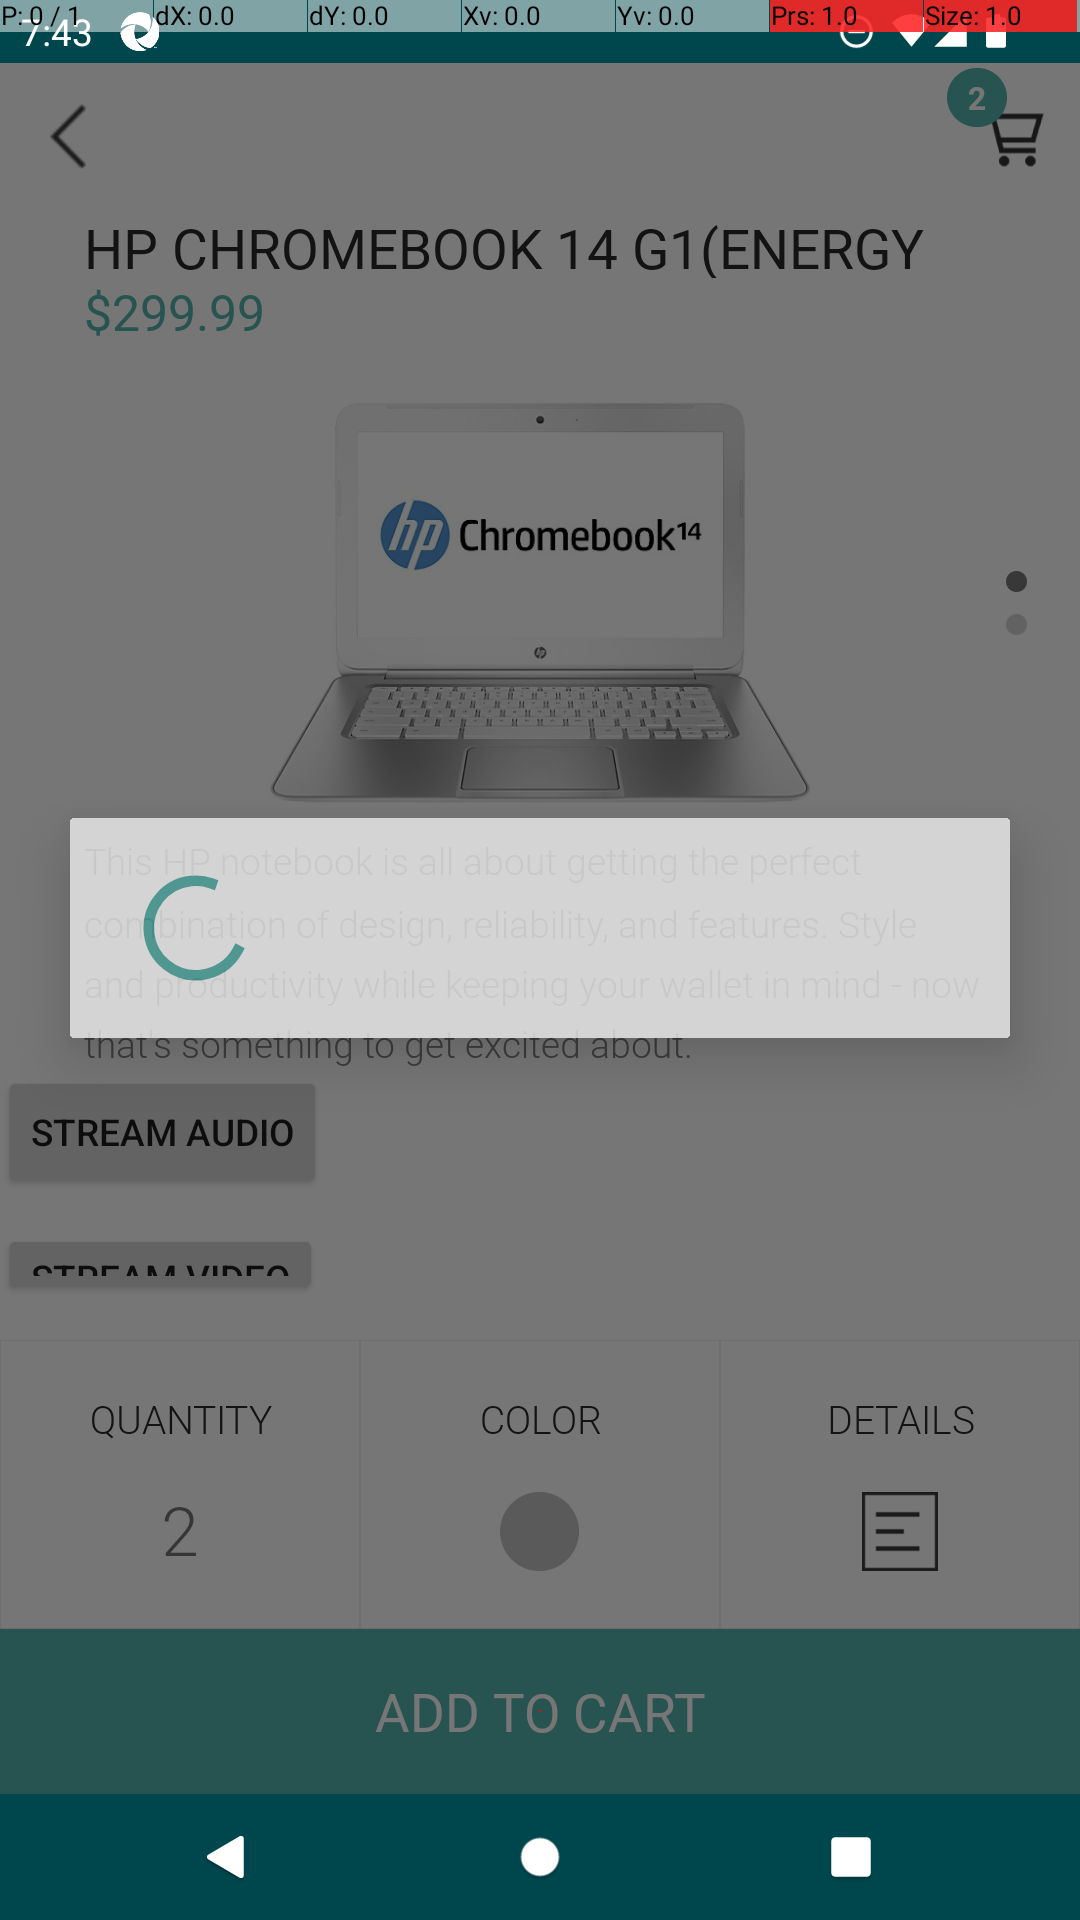 P: 0 / 1 dX: 0.0 dY: 0.0 Xv: 0.0 Yv: 0.0 Prs: 1.0 Size: 1.0
7:43
2
HP CHROMEBOOK 14 G1(ENERGY
$299.99
hp Chromebook14
This HP notebook is all about getting the perfect
combination of design, reliability, and features. Style
and productivity while keeping your wallet in mind - now
that's something to get excited about.
STREAM AUDIO
STREAM VIDEO
QUANTITY COLOR DETAILS
2
ADD TO CART